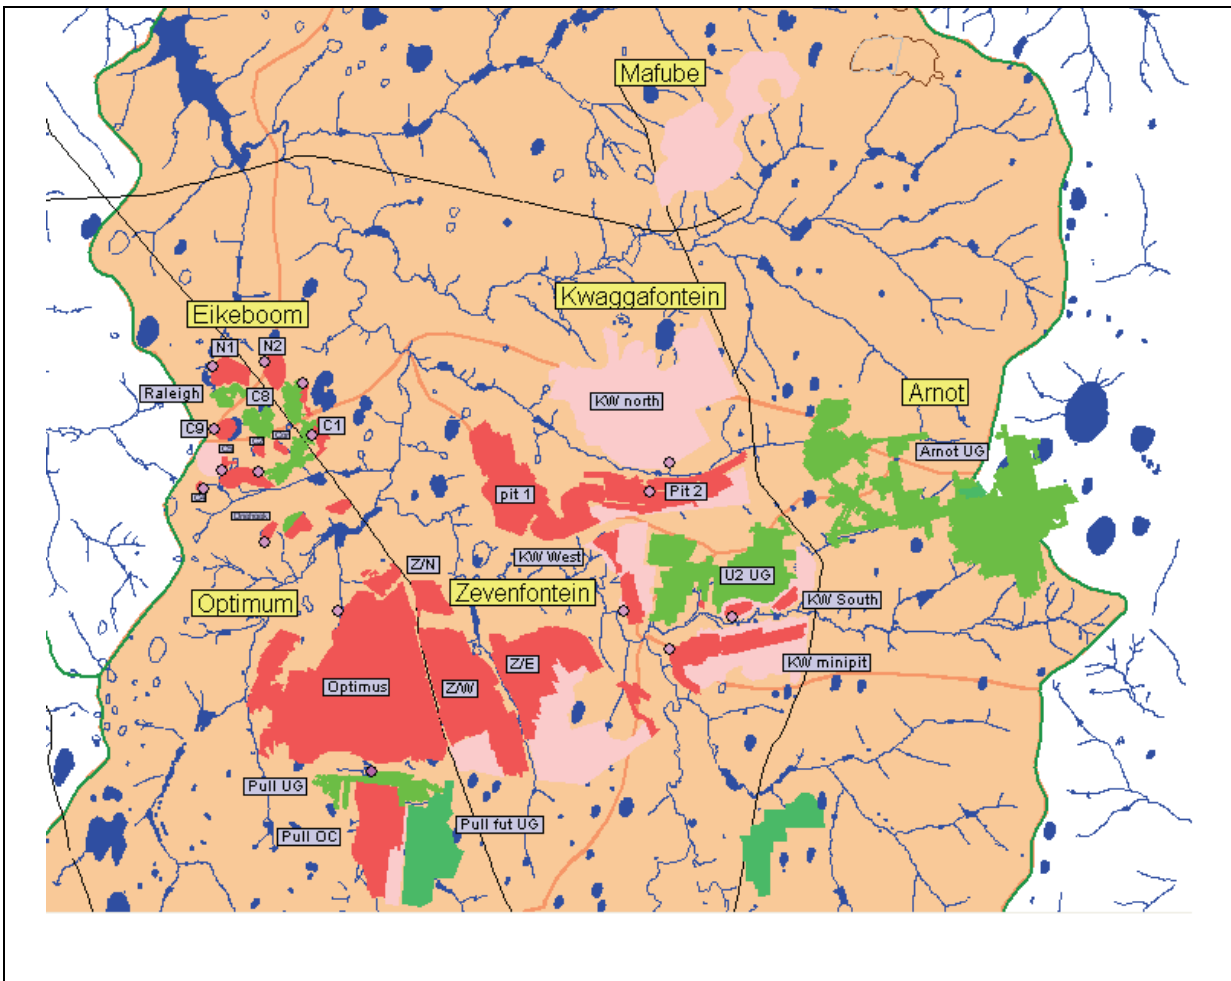 Mafube
Kwaggafontein
Eikeboom
N1
N2
Raleigh
C8
KW north
Arnot
C9
C1
Arnot UG
pit 1
Pit 2
KW West
Z/N
U2 UG
Optimum
Zevenfontein
KW South
Z/E
KW minipit
Optimus
Z/W
Pull UG
Pull fut UG
Pull OC